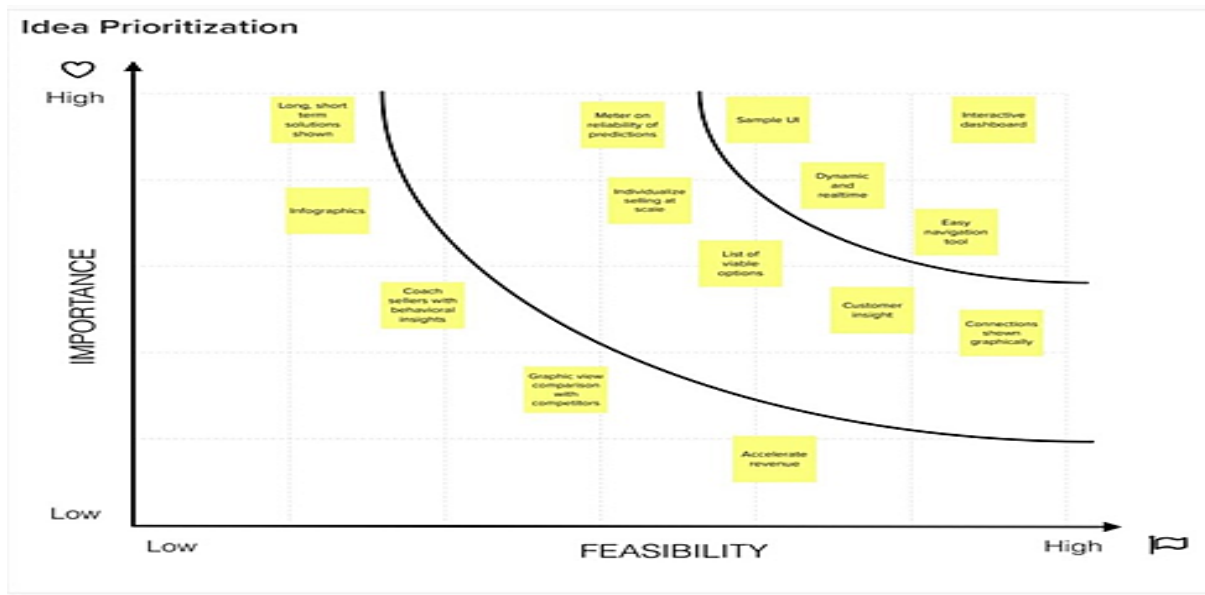 Idea Prioritization
High
Long, short
term
solutions
shown
Meter on
reliability of
predictions
Sample UI
Interactive
dashboard
Infographics
Individualize
selling at
scale
Dynamic
and
realtime
Easy
navigation
tool
List of
viable
options
Coach
sellers with
behavioral
insights
Customer
insight
Connections
shown
graphically
Graphic view
comparison
with
competitors
Accelerate
revenue
IMPORTANCE
Low
Low
FEASIBILITY
High